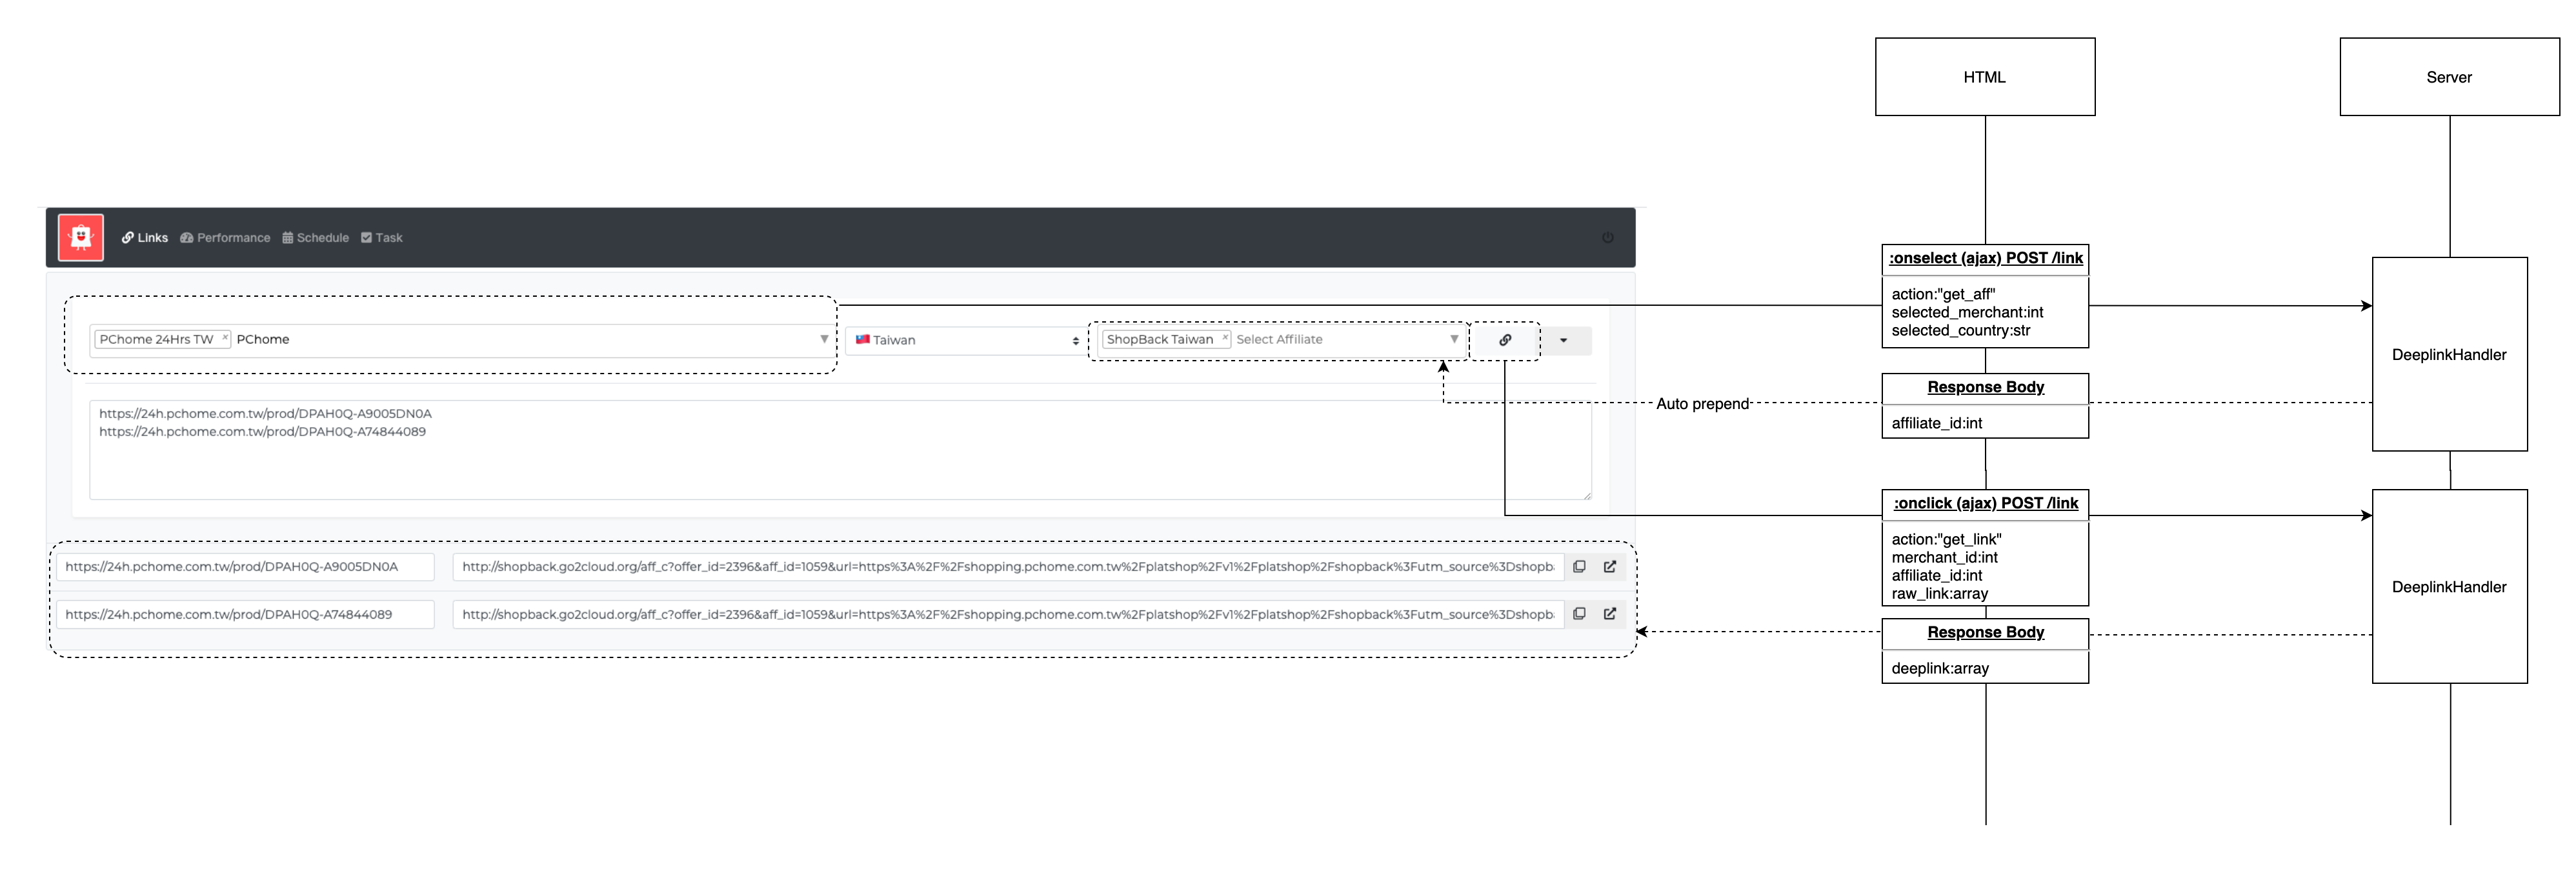 HTML
Server
Links
Performance
Schedule
Task
:onselect (ajax) POST /link
action:"get_aff"
selected_merchant:int
selected_country:str
PChome 24Hrs TW × PChome
Taiwan
ShopBack Taiwan × Select Affiliate
DeeplinkHandler
Response Body
affiliate_id:int
Auto prepend
https://24h.pchome.com.tw/prod/DPAH0Q-A9005DN0A
https://24h.pchome.com.tw/prod/DPAH0Q-A74844089
:onclick (ajax) POST /link
action:"get_link"
merchant_id:int
affiliate_id:int
raw_link:array
DeeplinkHandler
https://24h.pchome.com.tw/prod/DPAH0Q-A9005DN0A
http://shopback.go2cloud.org/aff_c?offer_id=2396&aff_id=1059&url=https%3A%2F%2Fshopping.pchome.com.tw%2Fplatshop%2Fv1%2Fplatshop%2Fshopback%3Futm_source%3Dshopb
https://24h.pchome.com.tw/prod/DPAH0Q-A74844089
http://shopback.go2cloud.org/aff_c?offer_id=2396&aff_id=1059&url=https%3A%2F%2Fshopping.pchome.com.tw%2Fplatshop%2Fv1%2Fplatshop%2Fshopback%3Futm_source%3Dshopb
Response Body
deeplink:array